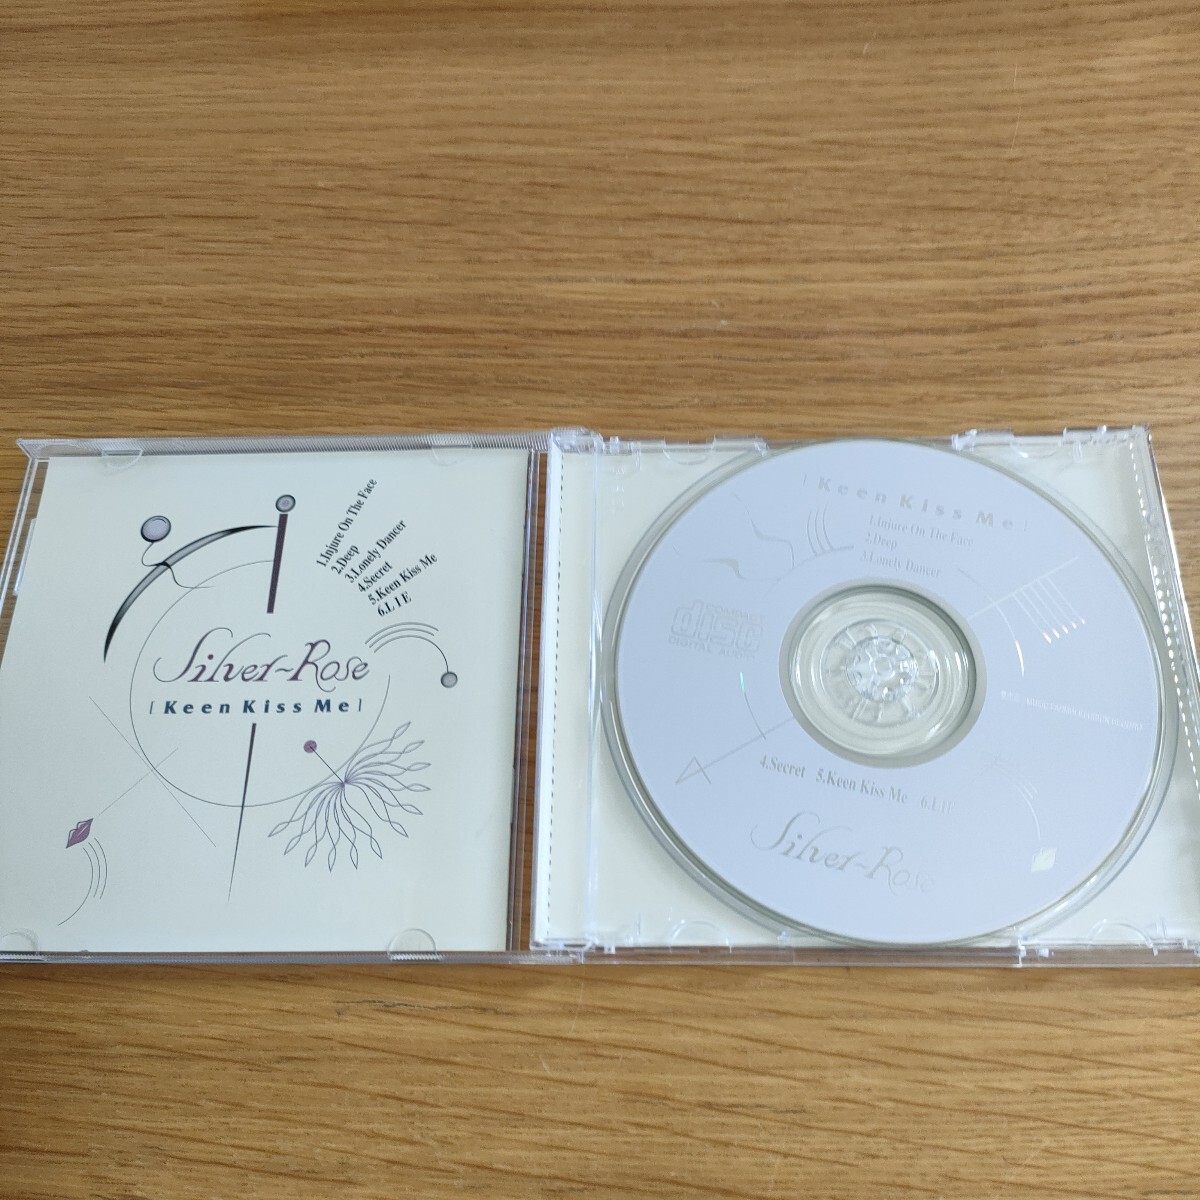 1.Injure On The Face
2.Deep
3.Lonely Dancer
4.Secret
5.Keen Kiss Me
6.L I E
Silver~Rose
[Keen Kiss Me]
[Keen Kiss Me]
1.Injure On The Face
2.Deep
3.Lonely Dancer
COMPACT
disc
DIGITAL AUDIO
4.Secret 5.Keen Kiss Me 6.LIE
Silver~Rose